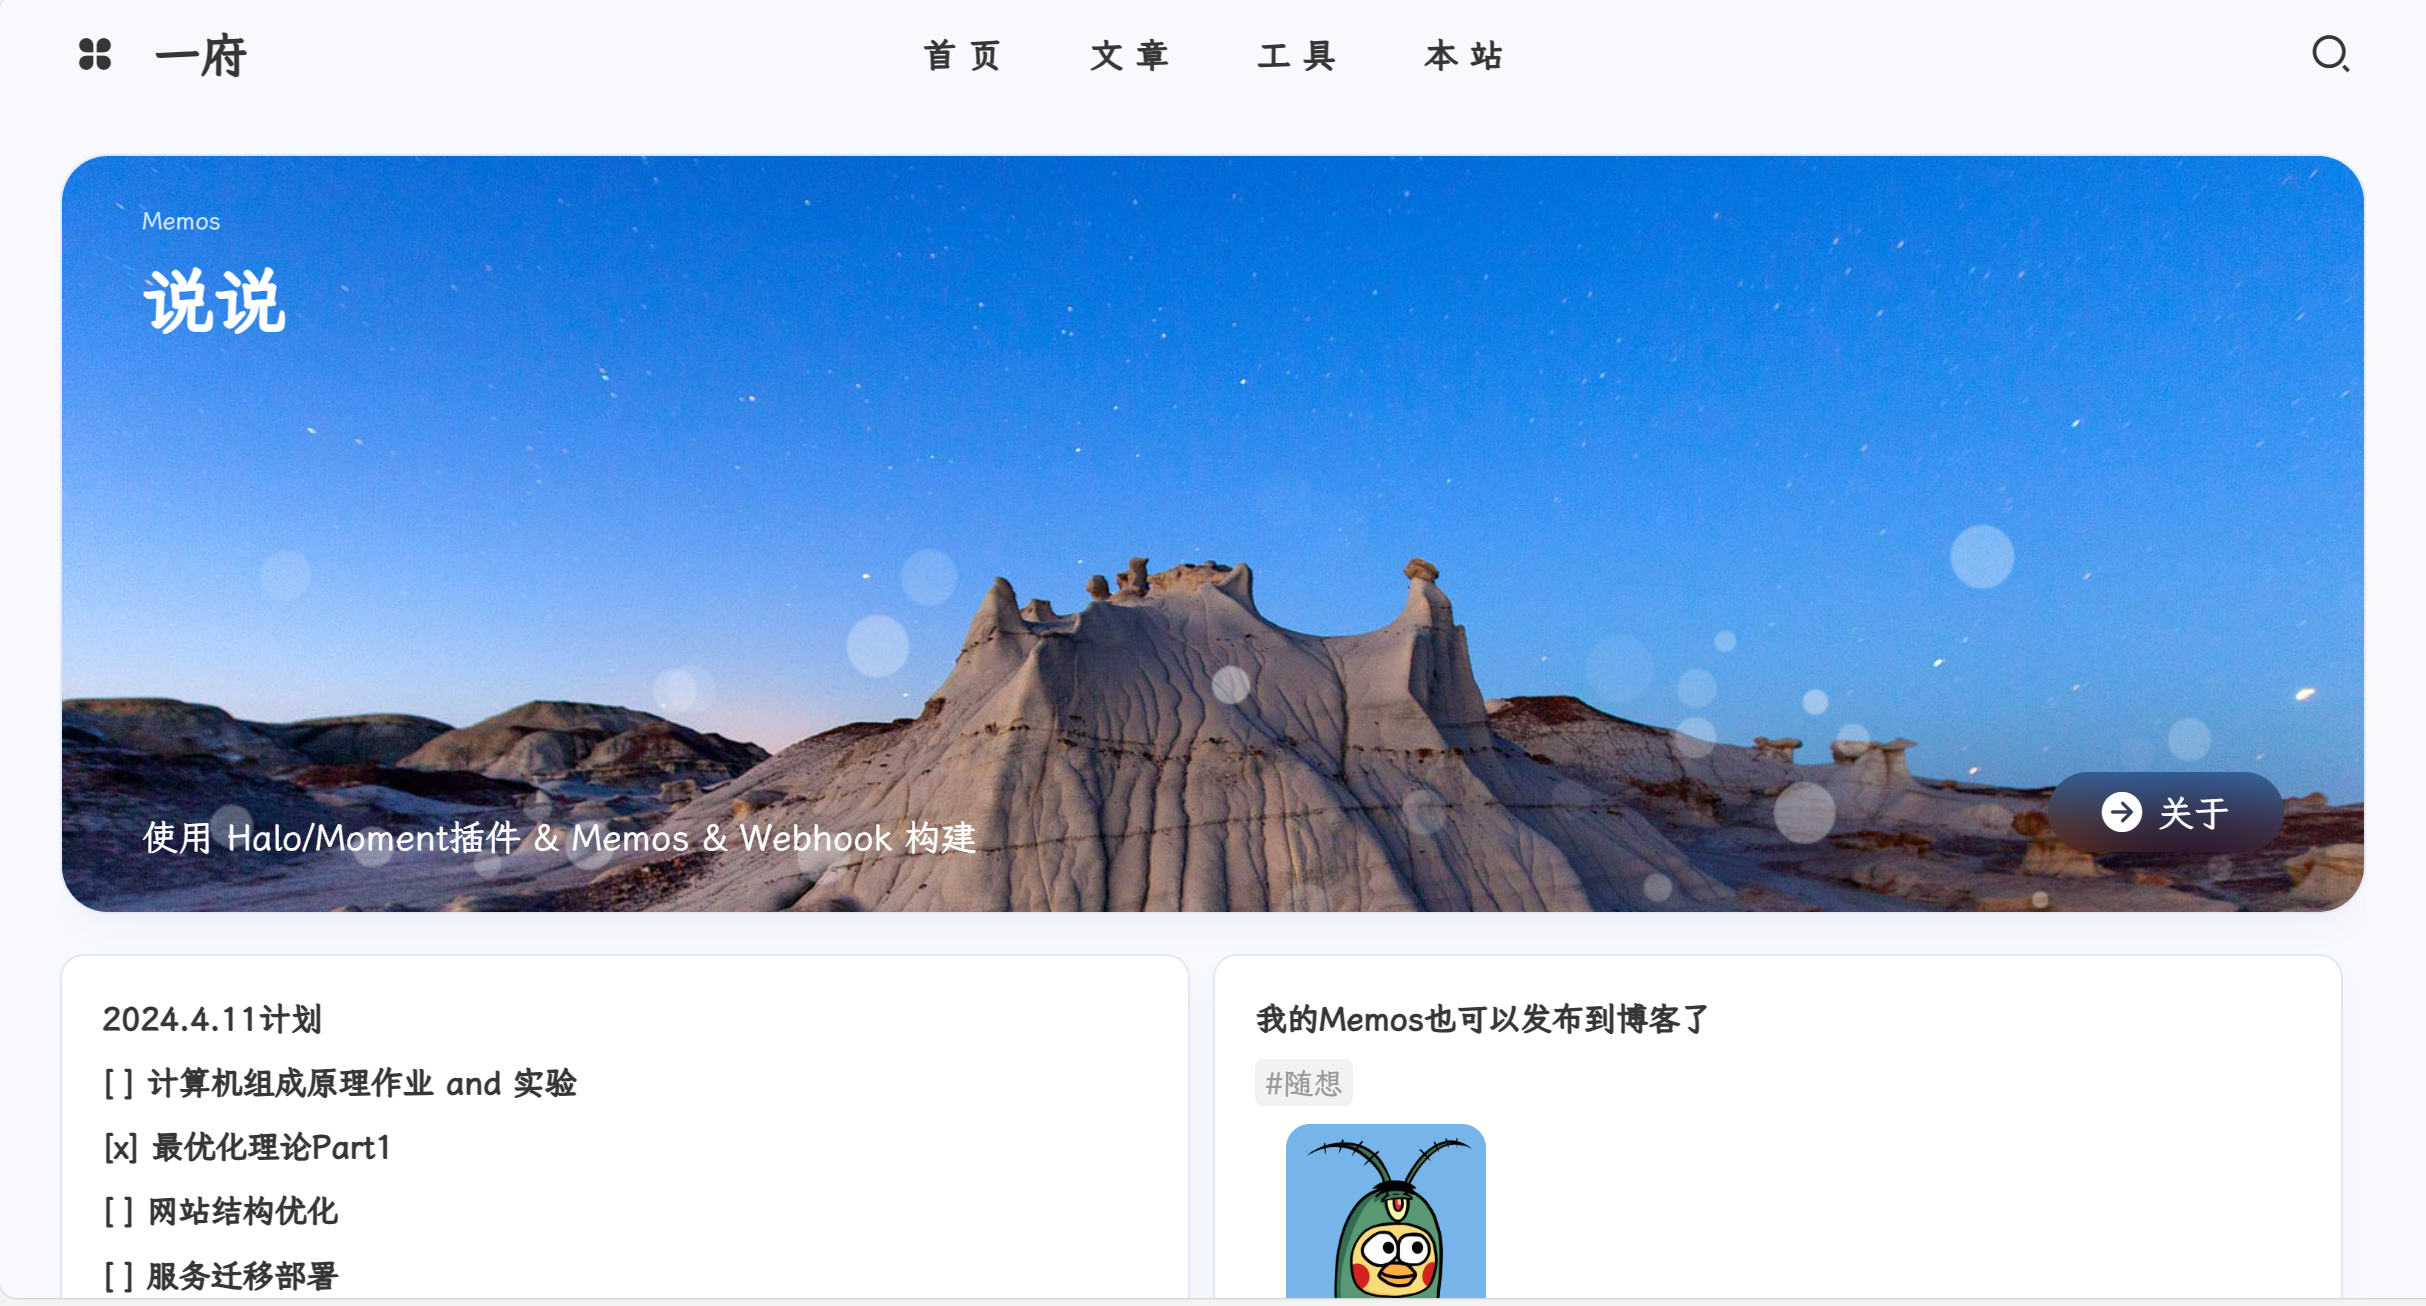 一府
首页 文章 工具 本站
Memos
说说
使用 Halo/Moment插件 & Memos & Webhook 构建
关于
2024.4.11计划
[ ] 计算机组成原理作业 and 实验
[x] 最优化理论Part1
[ ] 网站结构优化
[ ] 服务迁移部署
我的Memos也可以发布到博客了
#随想